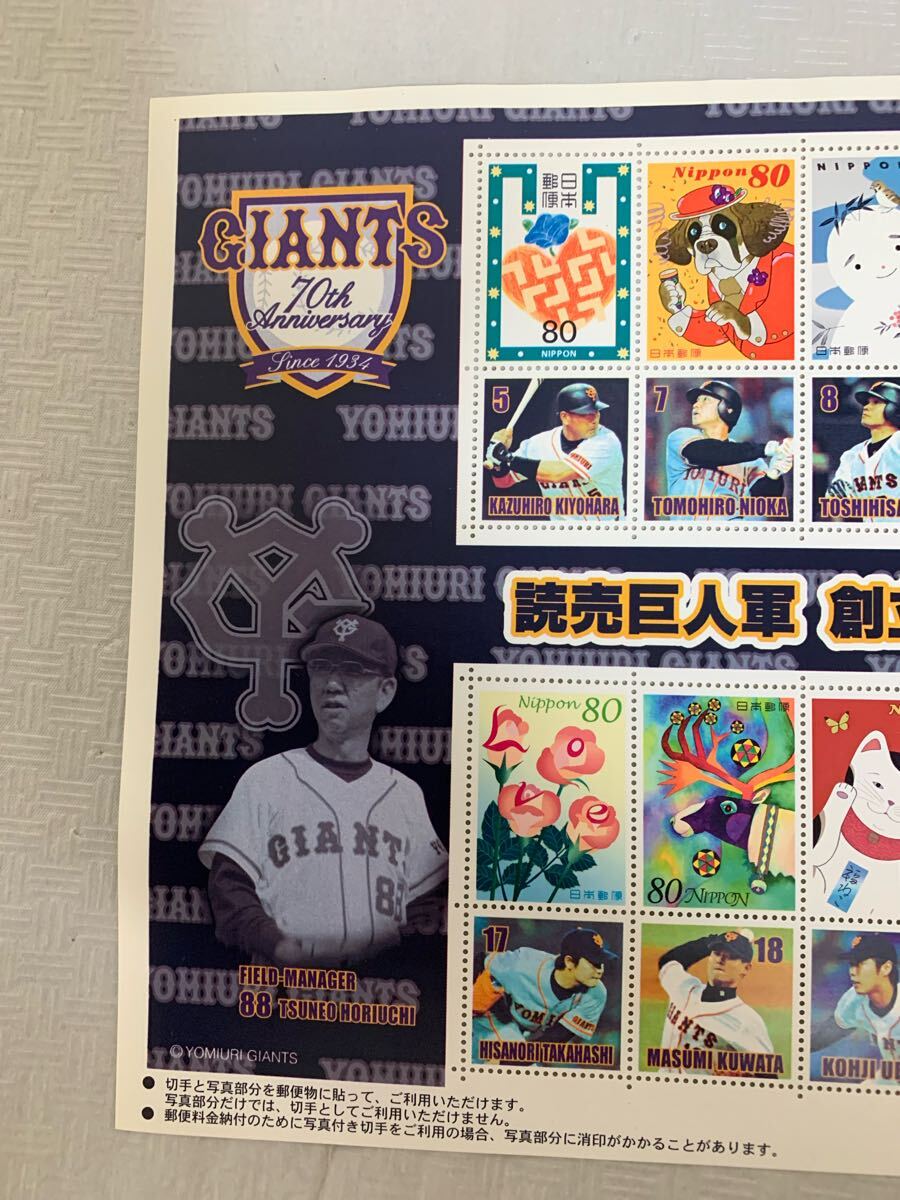 GIANTS
70th
Anniversary
Since 1934
YOMIURI GIANTS
日本
郵便
80
NIPPON
Nippon 80
日本郵便
日本郵便
5
KAZUHIRO KIYOHARA
7
TOMOHIRO NIOKA
8
読売巨人軍 創立
Nippon 80
日本郵便
日本郵便
80 NIPPON
17
HISANORI TAKAHASHI
18
MASUMI KUWATA
GIANTS
88
FIELD-MANAGER
88 TSUNEO HORIUCHI
©YOMIURI GIANTS
● 切手と写真部分を郵便物に貼って、ご利用いただけます。
写真部分だけでは、切手としてご利用いただけません。
● 郵便料金納付のために写真付き切手をご利用の場合、写真部分に消印がかかることがあります。